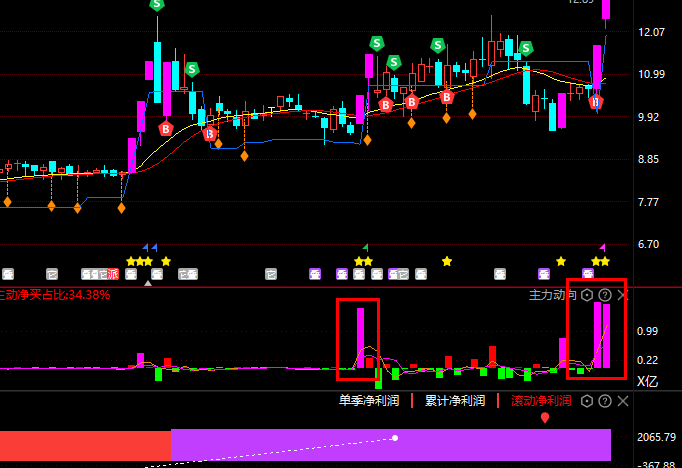 12.07
10.99
9.92
8.85
7.77
6.70
S
S
S
S
S
S
B
B
B
B
B
B
派
主动净买占比:34.38%
主力动向
0.99
0.22
X亿
单季净利润
累计净利润
滚动净利润
2065.79
-367.88